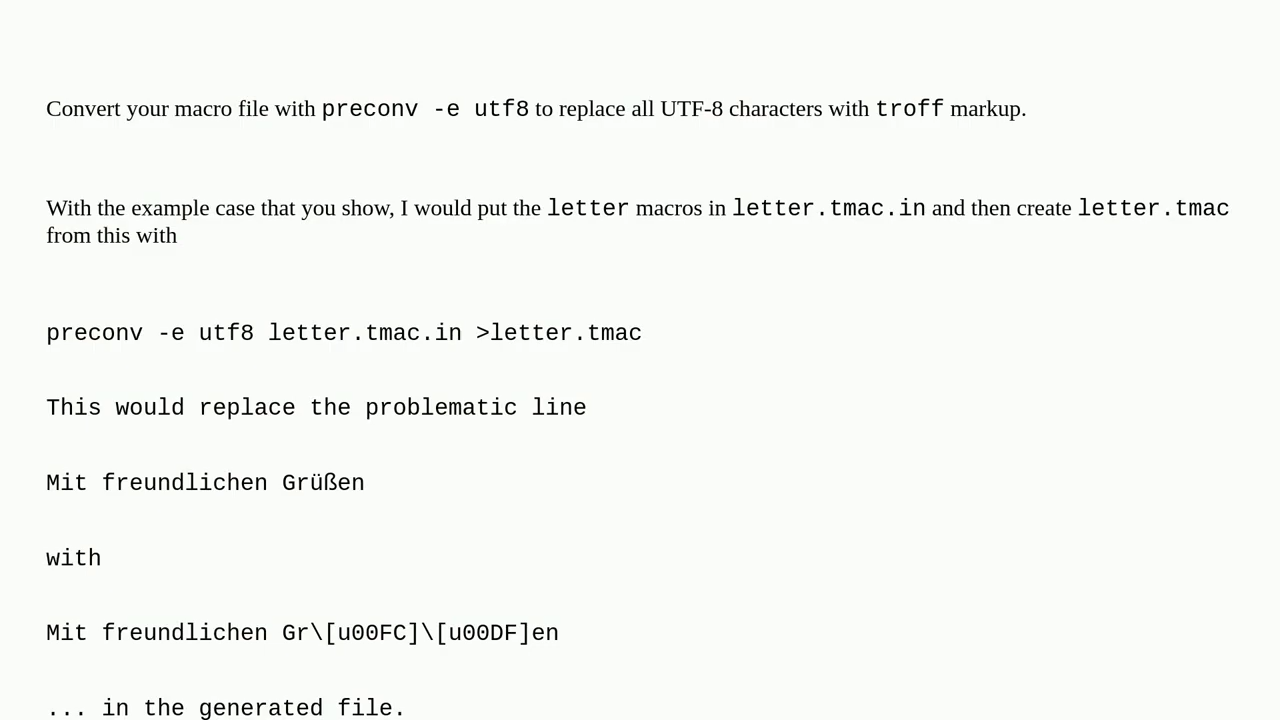 Convert your macro file with preconv -e utf8 to replace all UTF-8 characters with troff markup.
With the example case that you show, I would put the letter macros in letter.tmac.in and then create letter.tmac
from this with
preconv -e utf8 letter.tmac.in >letter.tmac
This would replace the problematic line
Mit freundlichen Grüßen
with
Mit freundlichen Gr\[u00FC]\[u00DF]en
... in the generated file.